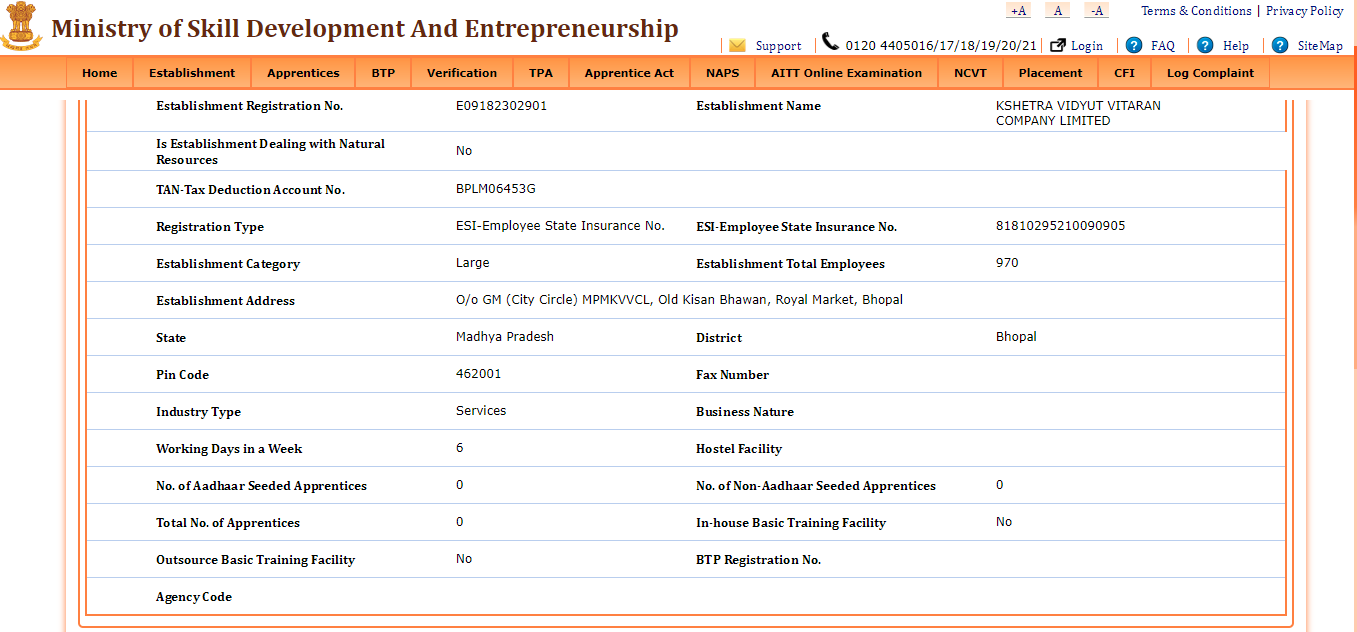 +A A -A Terms & Conditions | Privacy Policy
Ministry of Skill Development And Entrepreneurship
Support 0120 4405016/17/18/19/20/21 Login FAQ Help SiteMap
Home Establishment Apprentices BTP Verification TPA Apprentice Act NAPS AITT Online Examination NCVT Placement CFI Log Complaint
Establishment Registration No. E09182302901 Establishment Name KSHETRA VIDYUT VITARAN
COMPANY LIMITED
Is Establishment Dealing with Natural
Resources No
TAN-Tax Deduction Account No. BPLM06453G
Registration Type ESI-Employee State Insurance No. ESI-Employee State Insurance No. 81810295210090905
Establishment Category Large Establishment Total Employees 970
Establishment Address O/o GM (City Circle) MPMKVVCL, Old Kisan Bhawan, Royal Market, Bhopal
State Madhya Pradesh District Bhopal
Pin Code 462001 Fax Number
Industry Type Services Business Nature
Working Days in a Week 6 Hostel Facility
No. of Aadhaar Seeded Apprentices 0 No. of Non-Aadhaar Seeded Apprentices 0
Total No. of Apprentices 0 In-house Basic Training Facility No
Outsource Basic Training Facility No BTP Registration No.
Agency Code